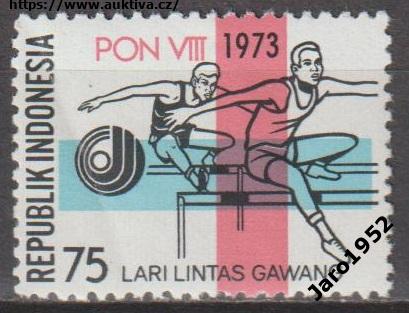 https://www.auktiva.cz/
PON VIII 1973
REPUBLIK INDONESIA
75 LARI LINTAS GAWANG
Jaro1952